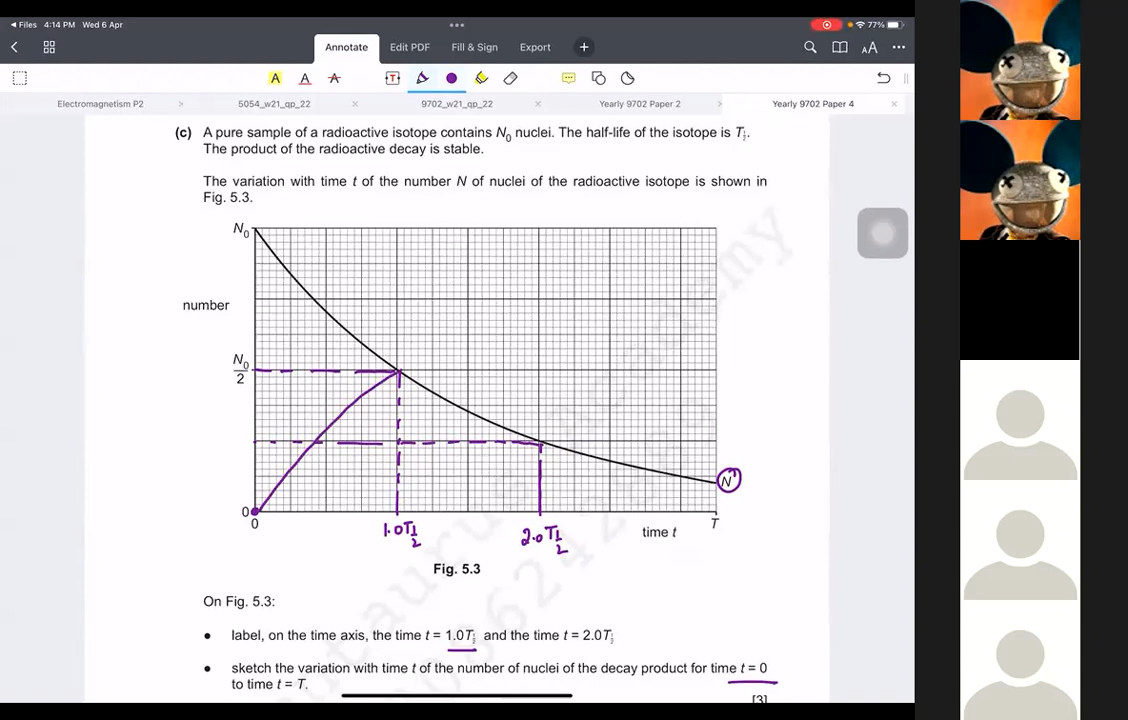 Files 4:14 PM Wed 6 Apr 77%
Annotate Edit PDF Fill & Sign Export
A A A T AA
Electromagnetism P2 5054_w21_qp_22 9702_w21_qp_22 Yearly 9702 Paper 2 Yearly 9702 Paper 4
(c) A pure sample of a radioactive isotope contains N₀ nuclei. The half-life of the isotope is T½.
The product of the radioactive decay is stable.
The variation with time t of the number N of nuclei of the radioactive isotope is shown in
Fig. 5.3.
N₀
number
N₀
2
N
0
0
1.0T½
2.0T½
time t
T
Fig. 5.3
On Fig. 5.3:
• label, on the time axis, the time t = 1.0T½ and the time t = 2.0T½
• sketch the variation with time t of the number of nuclei of the decay product for time t = 0
to time t = T.
[3]